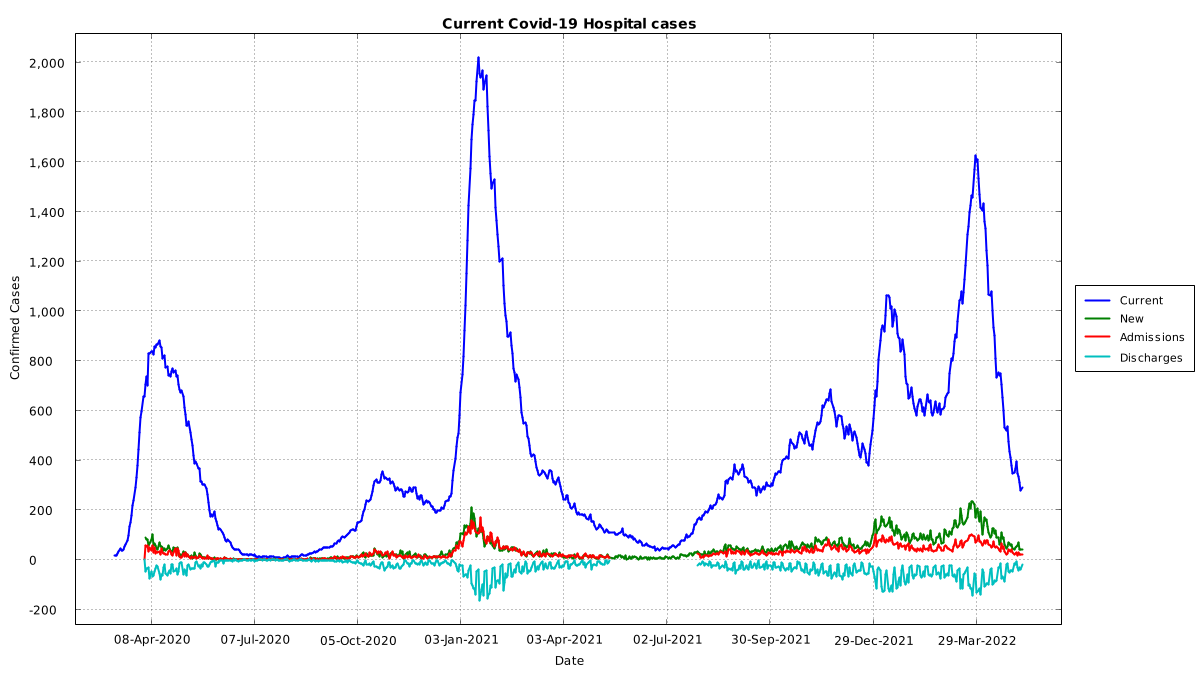 Current Covid-19 Hospital cases
Confirmed Cases
2,000
1,800
1,600
1,400
1,200
1,000
800
600
400
200
0
-200
08-Apr-2020 07-Jul-2020 05-Oct-2020 03-Jan-2021 03-Apr-2021 02-Jul-2021 30-Sep-2021 29-Dec-2021 29-Mar-2022
Date
Current
New
Admissions
Discharges